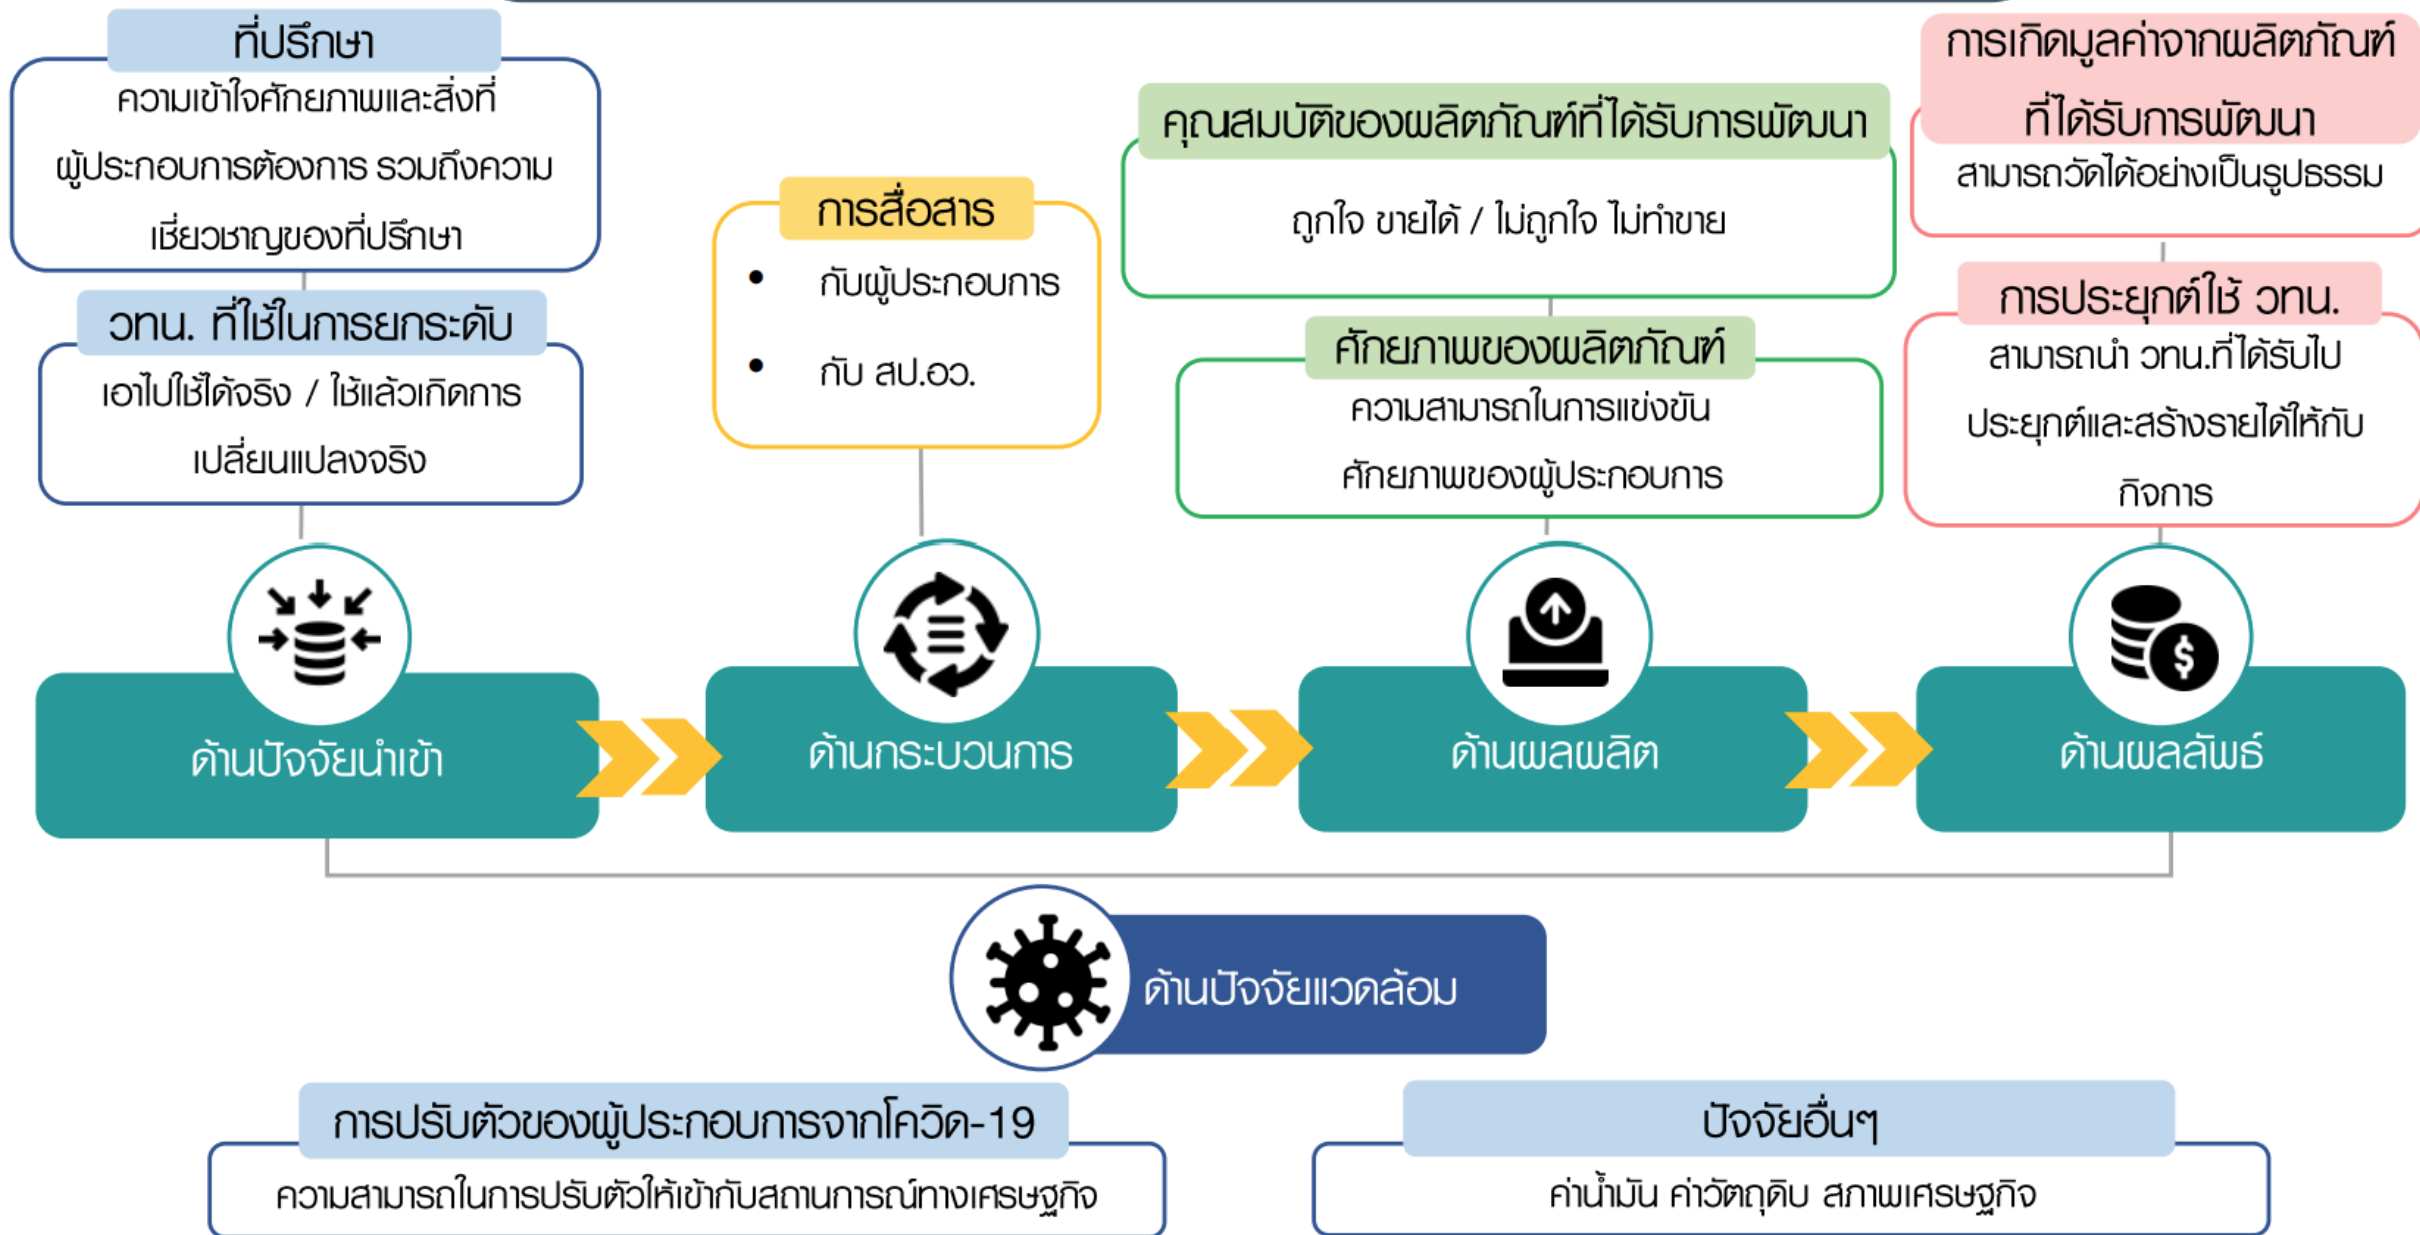 ที่ปรึกษา
ความเข้าใจศักยภาพและสิ่งที่
ผู้ประกอบการต้องการ รวมถึงความ
เชี่ยวชาญของที่ปรึกษา
วทน. ที่ใช้ในการยกระดับ
เอาไปใช้ได้จริง / ใช้แล้วเกิดการ
เปลี่ยนแปลงจริง
การสื่อสาร
• กับผู้ประกอบการ
• กับ สป.อว.
คุณสมบัติของผลิตภัณฑ์ที่ได้รับการพัฒนา
ถูกใจ ขายได้ / ไม่ถูกใจ ไม่ทำขาย
ศักยภาพของผลิตภัณฑ์
ความสามารถในการแข่งขัน
ศักยภาพของผู้ประกอบการ
การเกิดมูลค่าจากผลิตภัณฑ์
ที่ได้รับการพัฒนา
สามารถวัดได้อย่างเป็นรูปธรรม
การประยุกต์ใช้ วทน.
สามารถนำ วทน.ที่ได้รับไป
ประยุกต์และสร้างรายได้ให้กับ
กิจการ
ด้านปัจจัยนำเข้า
ด้านกระบวนการ
ด้านผลผลิต
ด้านผลลัพธ์
ด้านปัจจัยแวดล้อม
การปรับตัวของผู้ประกอบการจากโควิด-19
ความสามารถในการปรับตัวให้เข้ากับสถานการณ์ทางเศรษฐกิจ
ปัจจัยอื่นๆ
ค่าน้ำมัน ค่าวัตถุดิบ สภาพเศรษฐกิจ